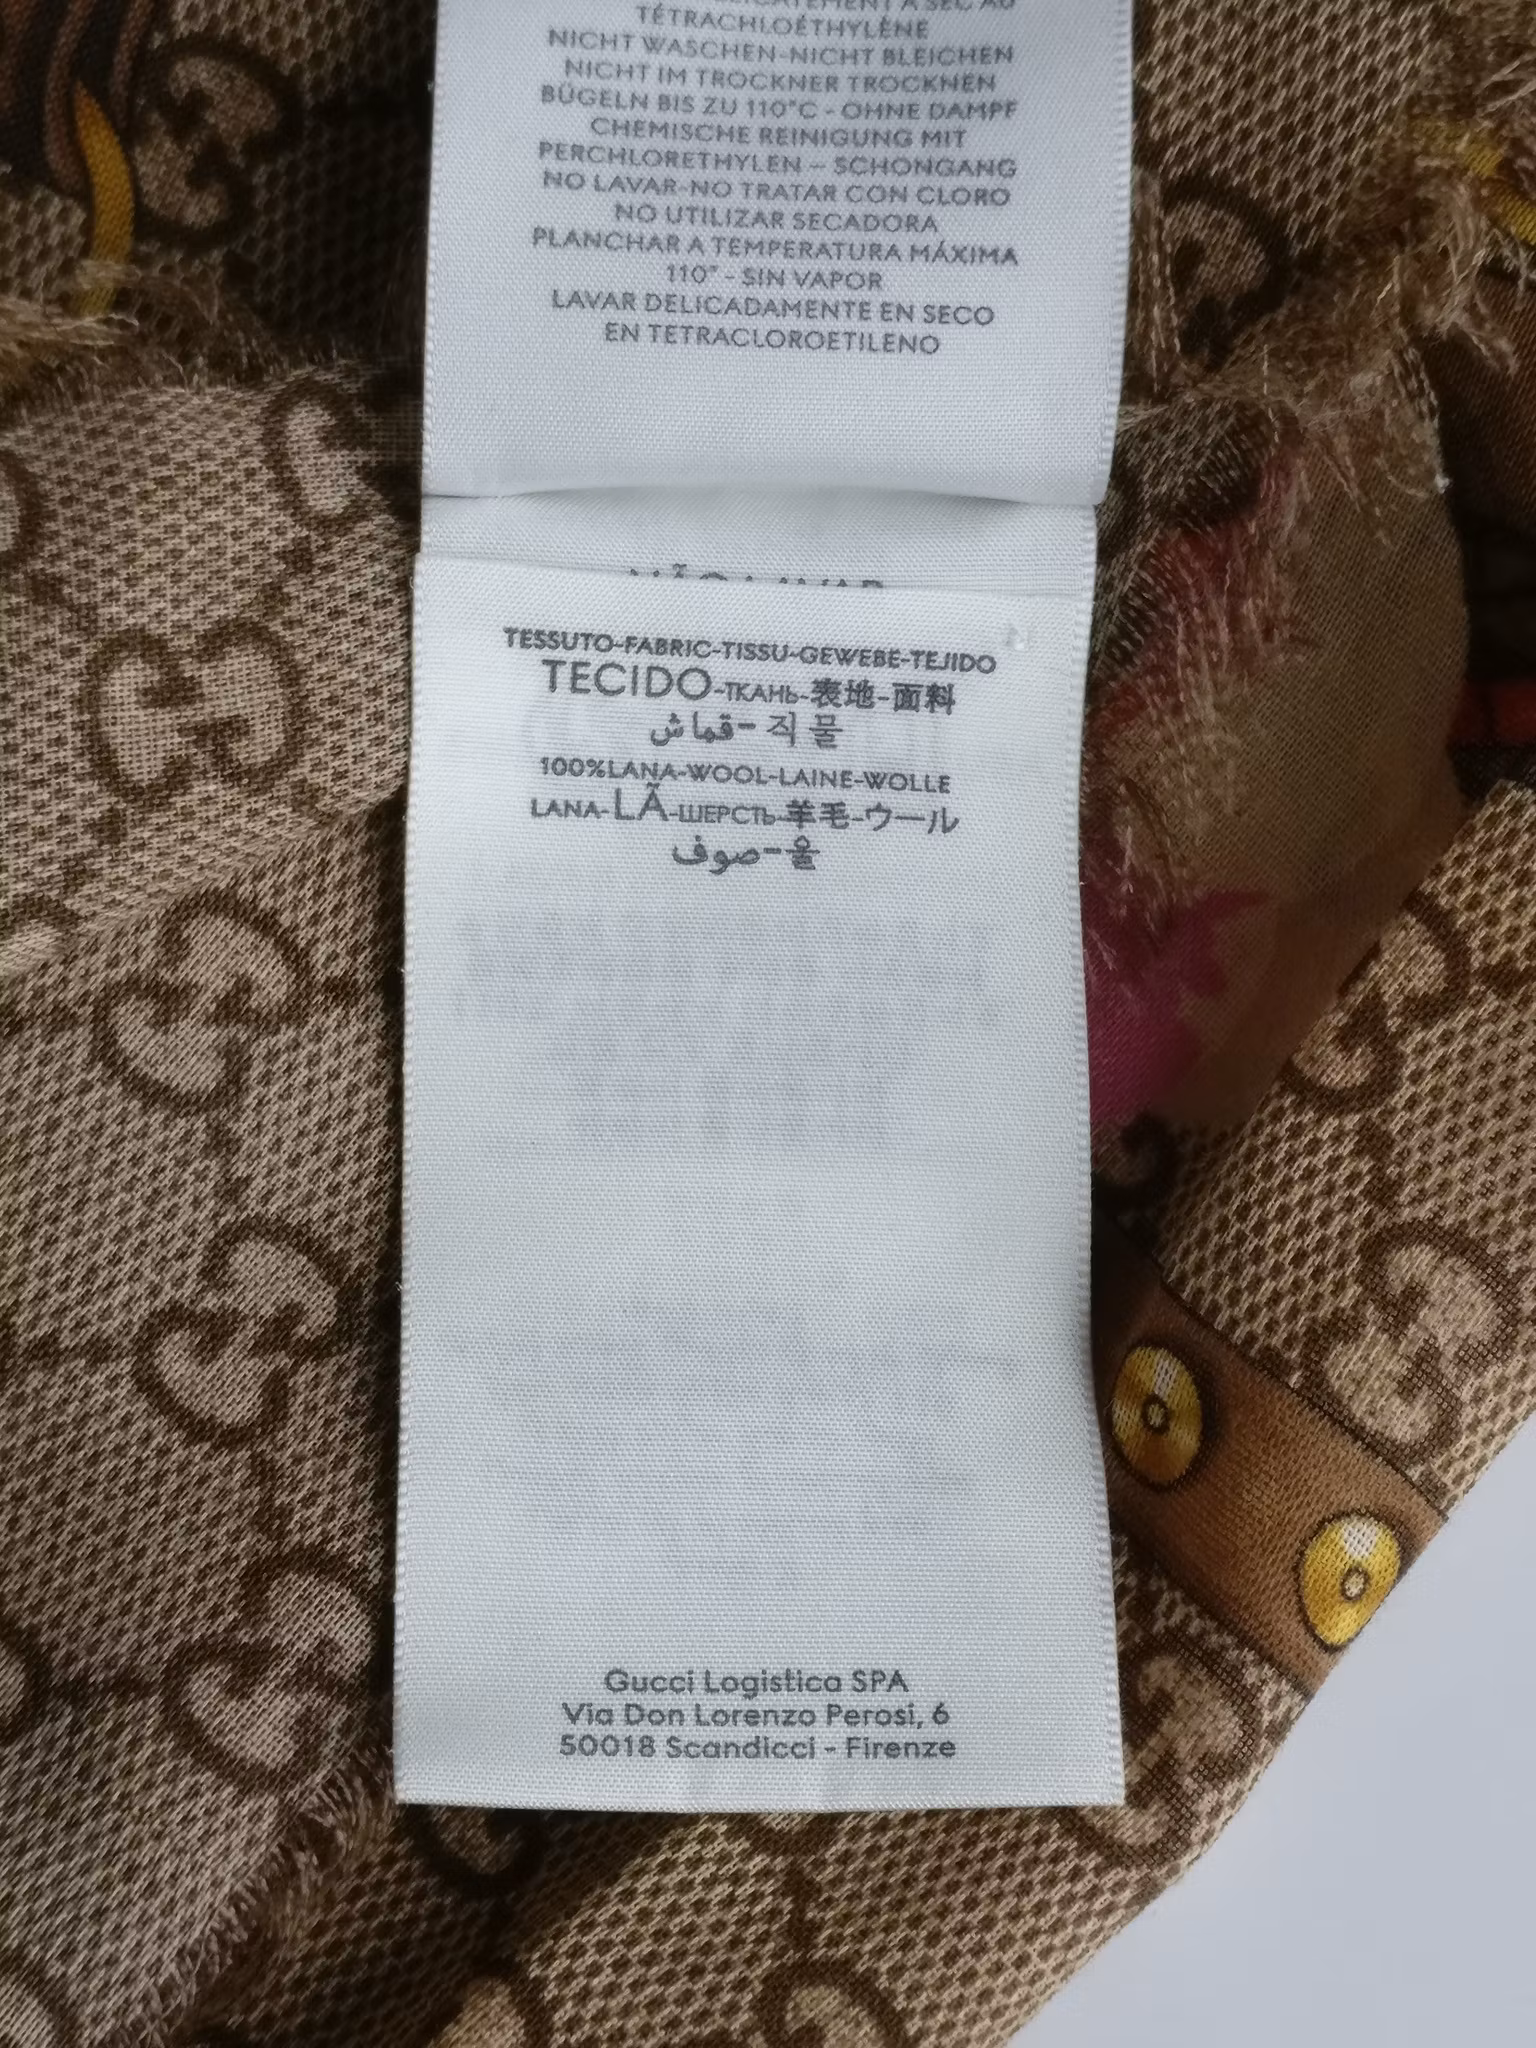 TÉTRACHLOÉTHYLÈNE
NICHT WASCHEN-NICHT BLEICHEN
NICHT IM TROCKNER TROCKNEN
BÜGELN BIS ZU 110°C - OHNE DAMPF
CHEMISCHE REINIGUNG MIT
PERCHLORETHYLEN – SCHONGANG
NO LAVAR-NO TRATAR CON CLORO
NO UTILIZAR SECADORA
PLANCHAR A TEMPERATURA MÁXIMA
110° - SIN VAPOR
LAVAR DELICADAMENTE EN SECO
EN TETRACLOROETILENO
TESSUTO-FABRIC-TISSU-GEWEBE-TEJIDO
TECIDO-ТКАНЬ-表地-面料
قماش-직물
100%LANA-WOOL-LAINE-WOLLE
LANA-LÃ-ШЕРСТЬ-羊毛-ウール
صوف-울
Gucci Logistica SPA
Via Don Lorenzo Perosi, 6
50018 Scandicci - Firenze